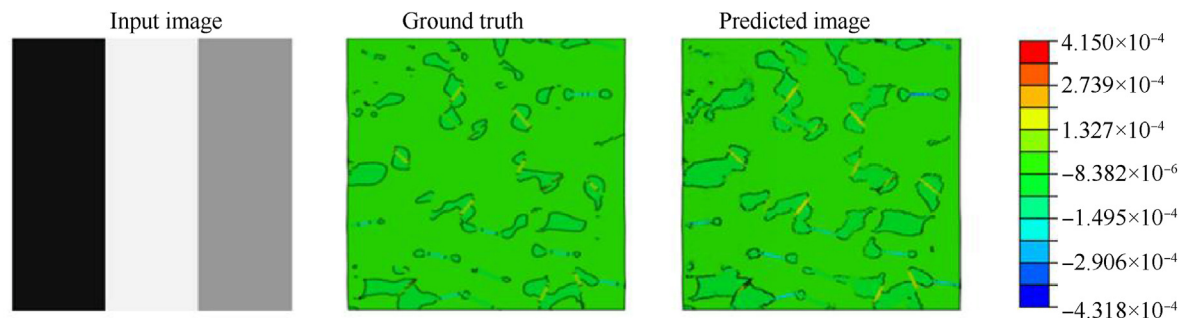 Input image
Ground truth
Predicted image
4.150×10⁻⁴
2.739×10⁻⁴
1.327×10⁻⁴
−8.382×10⁻⁶
−1.495×10⁻⁴
−2.906×10⁻⁴
−4.318×10⁻⁴